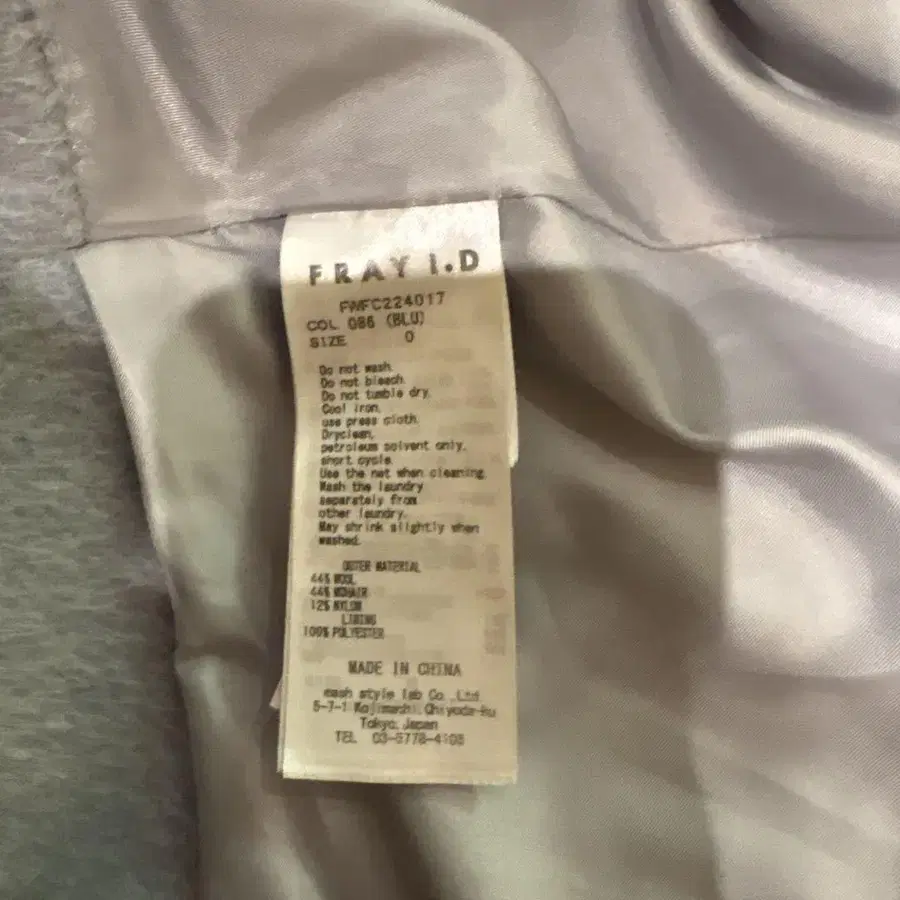 FRAY I.D
FWFC224017
COL 086 (BLU)
SIZE 0
Do not wash.
Do not bleach.
Do not tumble dry.
Cool iron.
use press cloth.
Dryclean,
petroleum solvent only.
short cycle.
Use the net when cleaning.
Wash the laundry
separately from
other laundry.
May shrink slightly when
washed.
OUTER MATERIAL
44% WOOL
44% MOHAIR
12% NYLON
LINING
100% POLYESTER
MADE IN CHINA
mash style lab Co.,Ltd
5-7-1 Kojimachi Chiyoda-ku
Tokyo Japan
TEL 03-5778-4108